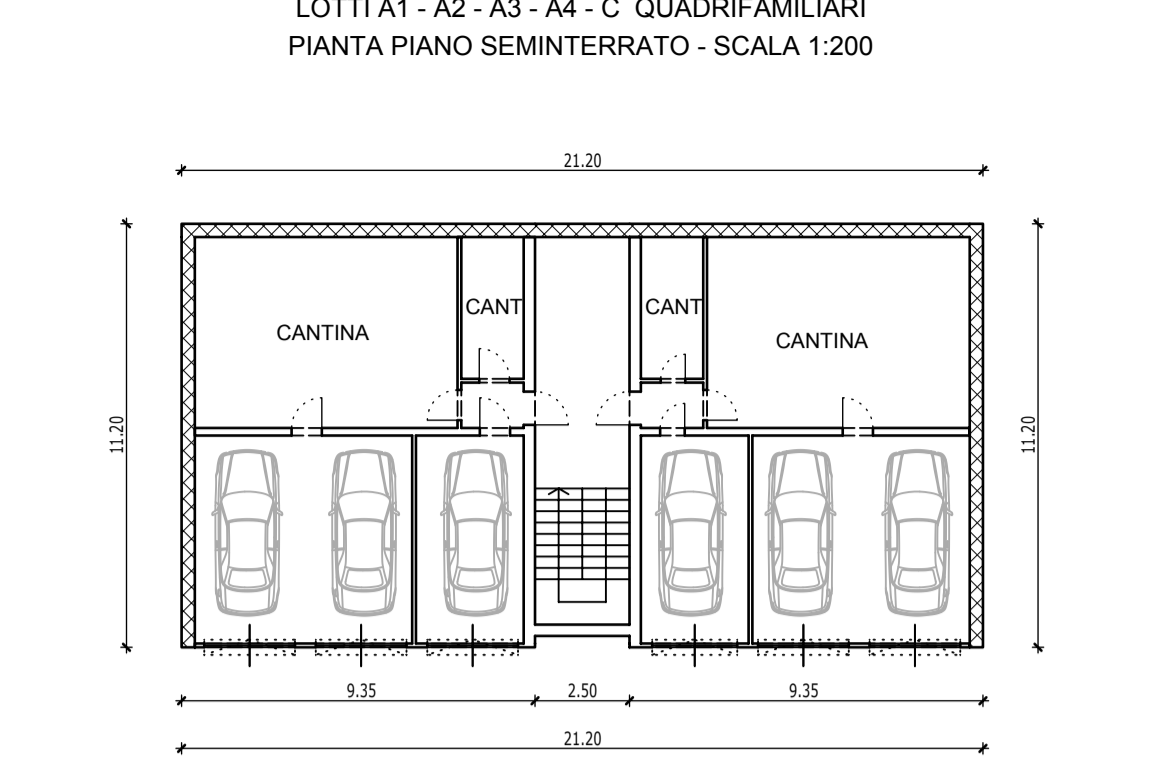 LOTTI A1 - A2 - A3 - A4 - C QUADRIFAMILIARI
PIANTA PIANO SEMINTERRATO - SCALA 1:200
21.20
CANT
CANT
CANTINA
CANTINA
11.20
11.20
9.35
2.50
9.35
21.20